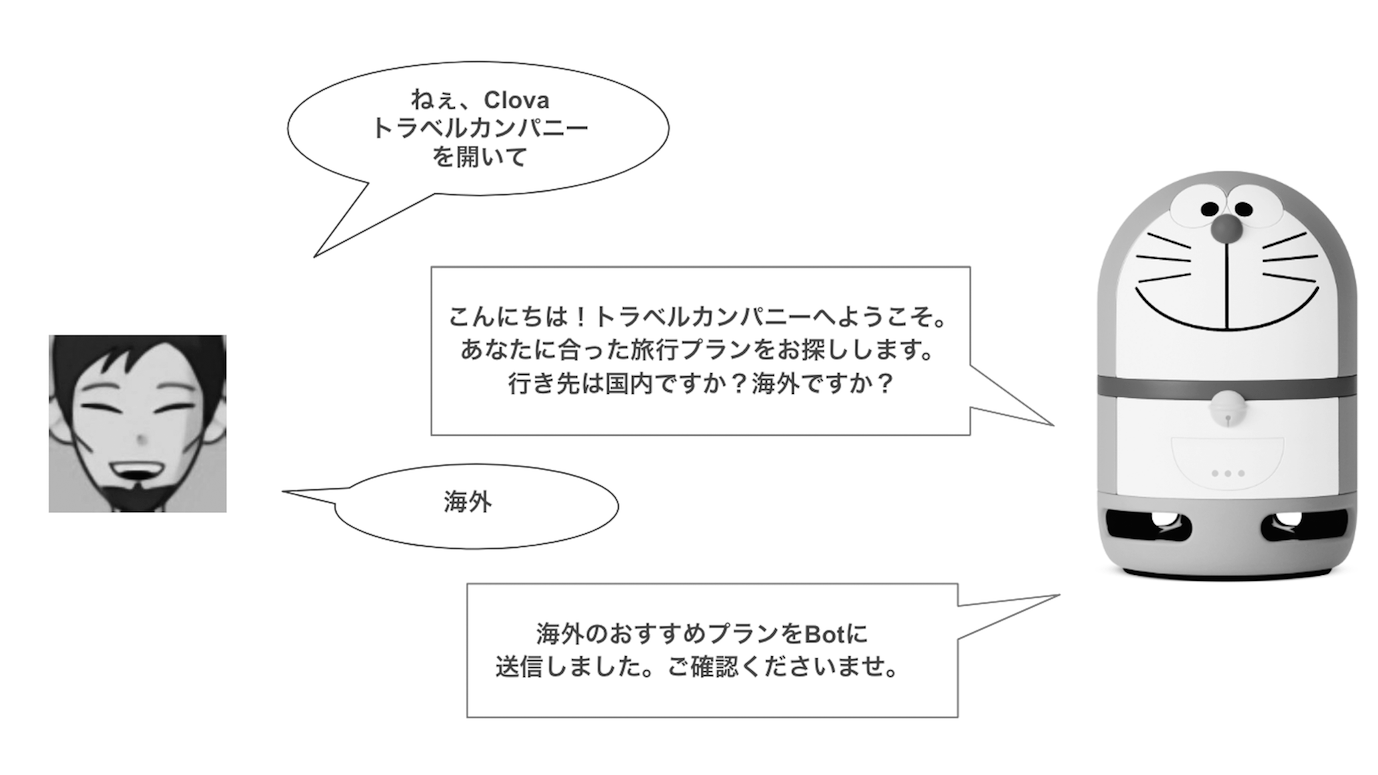 ねぇ、Clova
トラベルカンパニー
を開いて
こんにちは！トラベルカンパニーへようこそ。
あなたに合った旅行プランをお探しします。
行き先は国内ですか？海外ですか？
海外
海外のおすすめプランをBotに
送信しました。ご確認くださいませ。